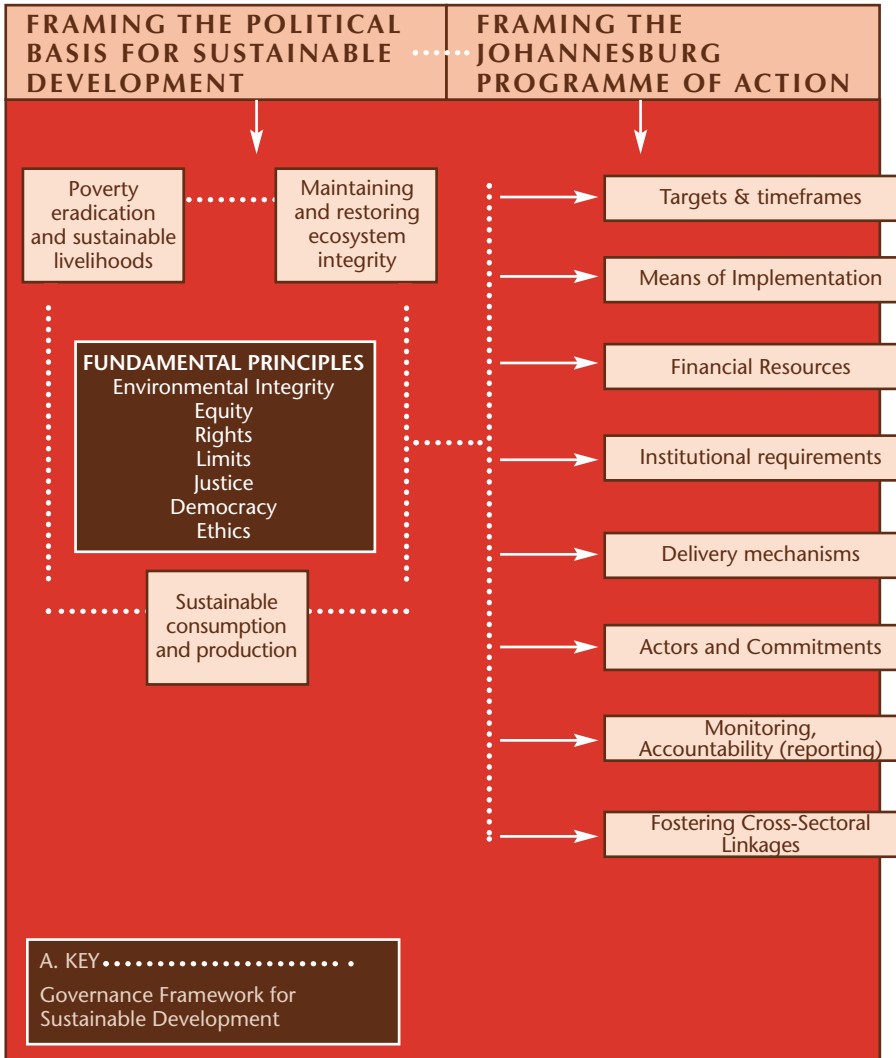 FRAMING THE POLITICAL
BASIS FOR SUSTAINABLE
DEVELOPMENT
FRAMING THE
JOHANNESBURG
PROGRAMME OF ACTION
Poverty
eradication
and sustainable
livelihoods
Maintaining
and restoring
ecosystem
integrity
FUNDAMENTAL PRINCIPLES
Environmental Integrity
Equity
Rights
Limits
Justice
Democracy
Ethics
Sustainable
consumption
and production
Targets & timeframes
Means of Implementation
Financial Resources
Institutional requirements
Delivery mechanisms
Actors and Commitments
Monitoring,
Accountability (reporting)
Fostering Cross-Sectoral
Linkages
A. KEY
Governance Framework for
Sustainable Development